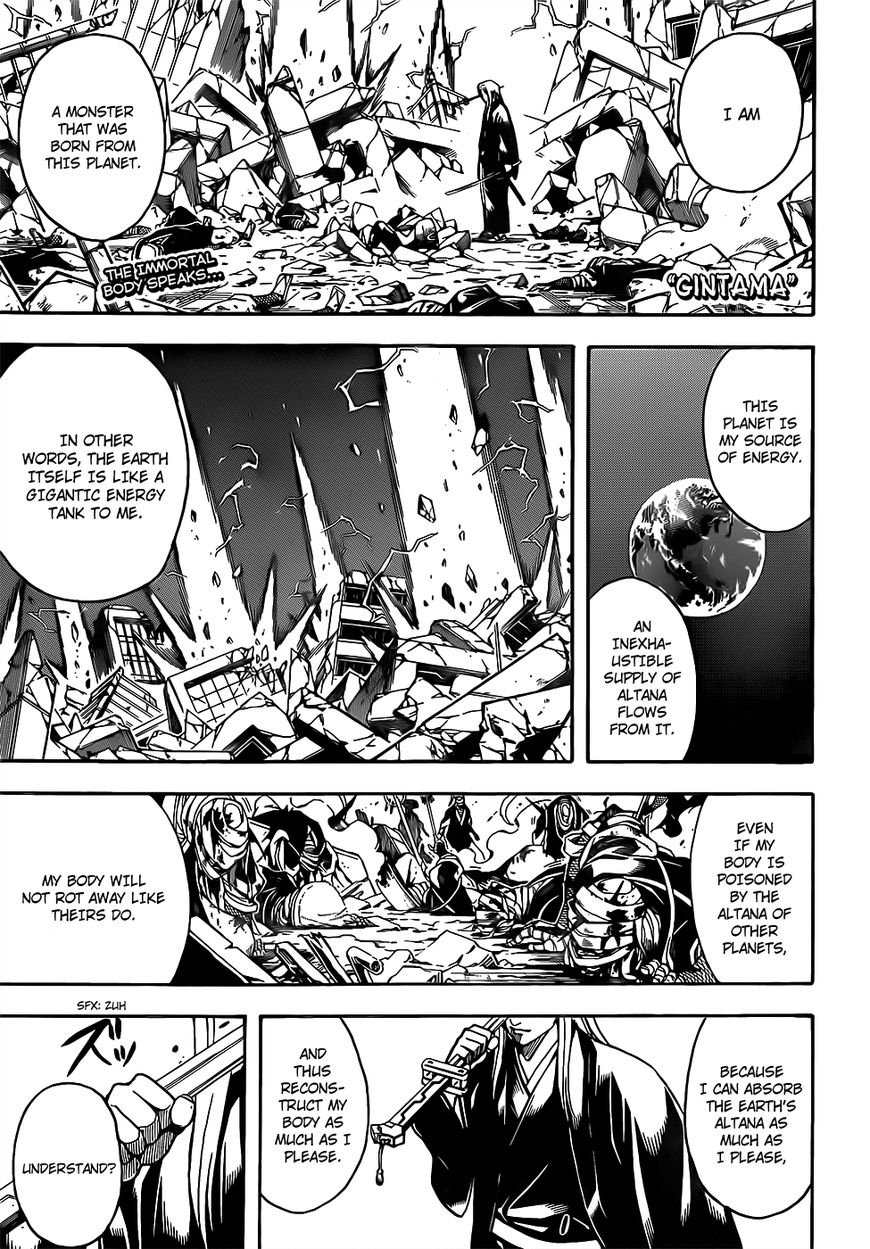 I AM
A MONSTER
THAT WAS
BORN FROM
THIS PLANET.
THE IMMORTAL
BODY SPEAKS...
"GINTAMA"
THIS
PLANET IS
MY SOURCE
OF ENERGY.
AN
INEXHA-
USTIBLE
SUPPLY OF
ALTANA
FLOWS
FROM IT.
IN OTHER
WORDS, THE EARTH
ITSELF IS LIKE A
GIGANTIC ENERGY
TANK TO ME.
EVEN
IF MY
BODY IS
POISONED
BY THE
ALTANA OF
OTHER
PLANETS,
MY BODY WILL
NOT ROT AWAY LIKE
THEIRS DO.
BECAUSE
I CAN ABSORB
THE EARTH'S
ALTANA AS
MUCH AS
I PLEASE,
AND
THUS
RECONS-
TRUCT MY
BODY AS
MUCH AS I
PLEASE.
SFX: ZUH
ズッ
UNDERSTAND?